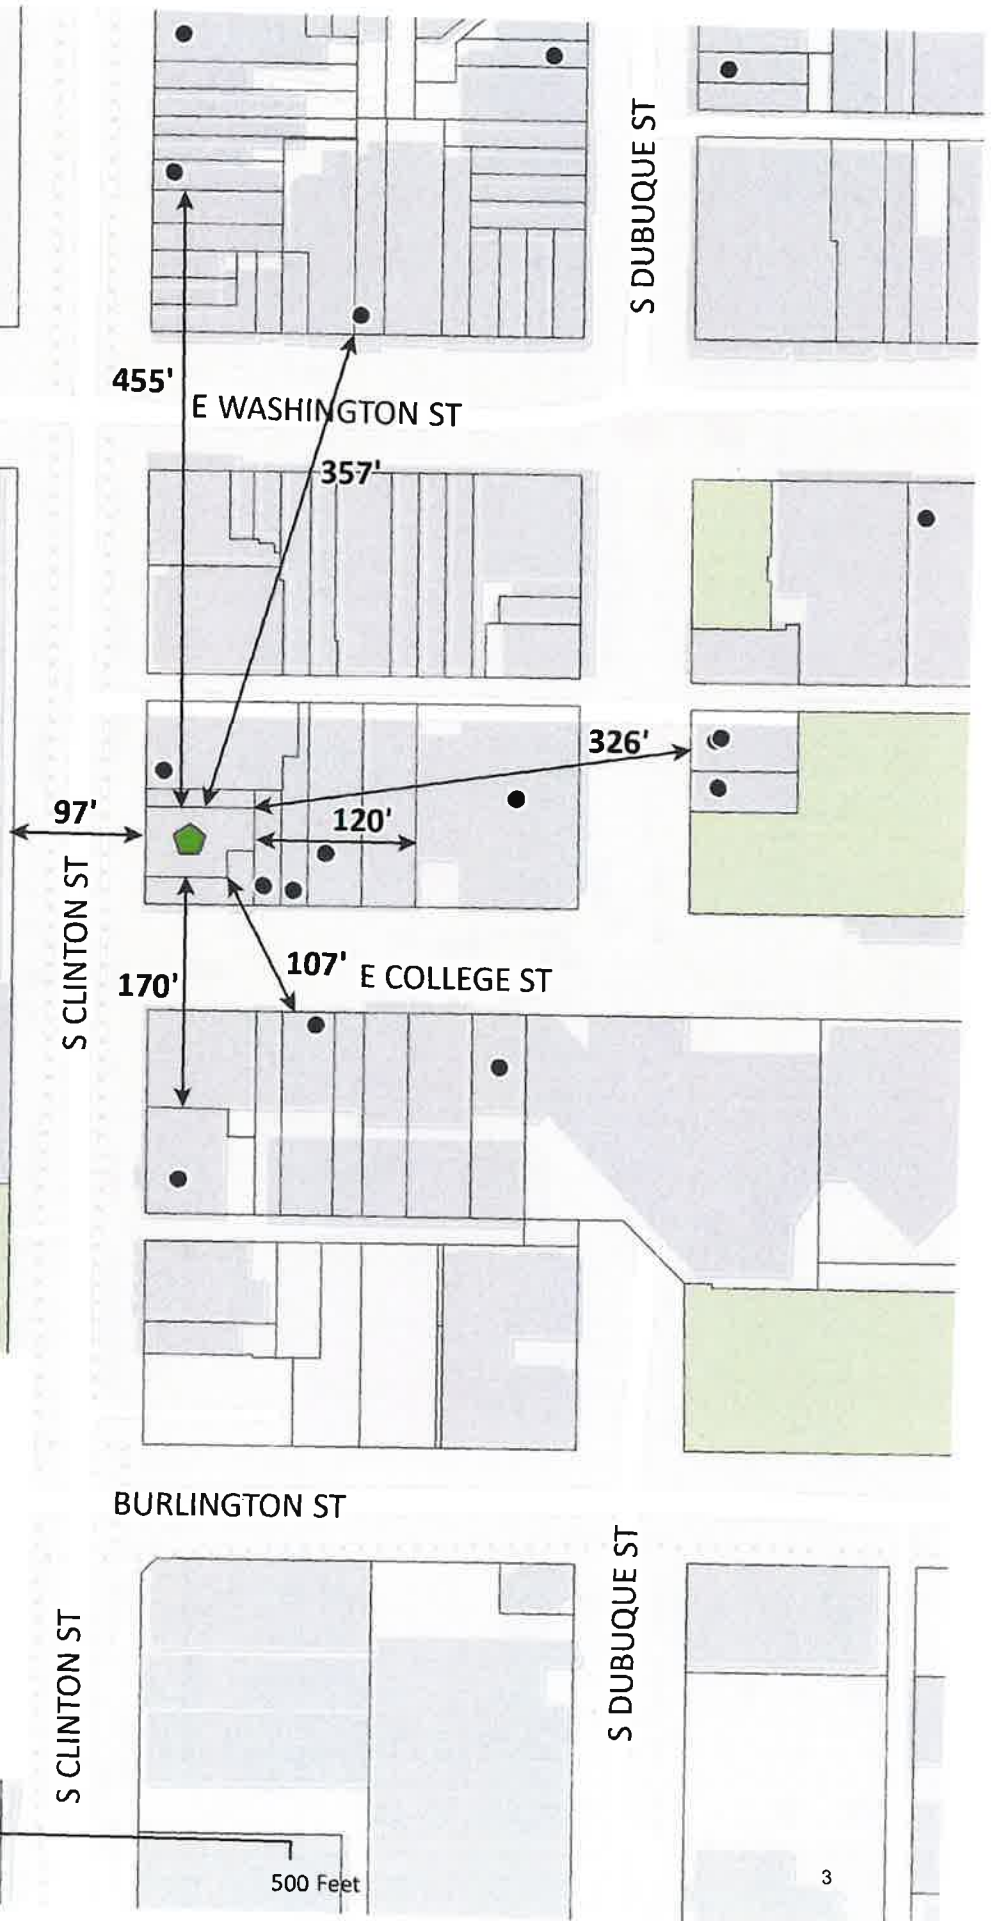 S DUBUQUE ST
455'
E WASHINGTON ST
357'
326'
97'
120'
S CLINTON ST
107'
E COLLEGE ST
170'
BURLINGTON ST
S DUBUQUE ST
S CLINTON ST
500 Feet
3